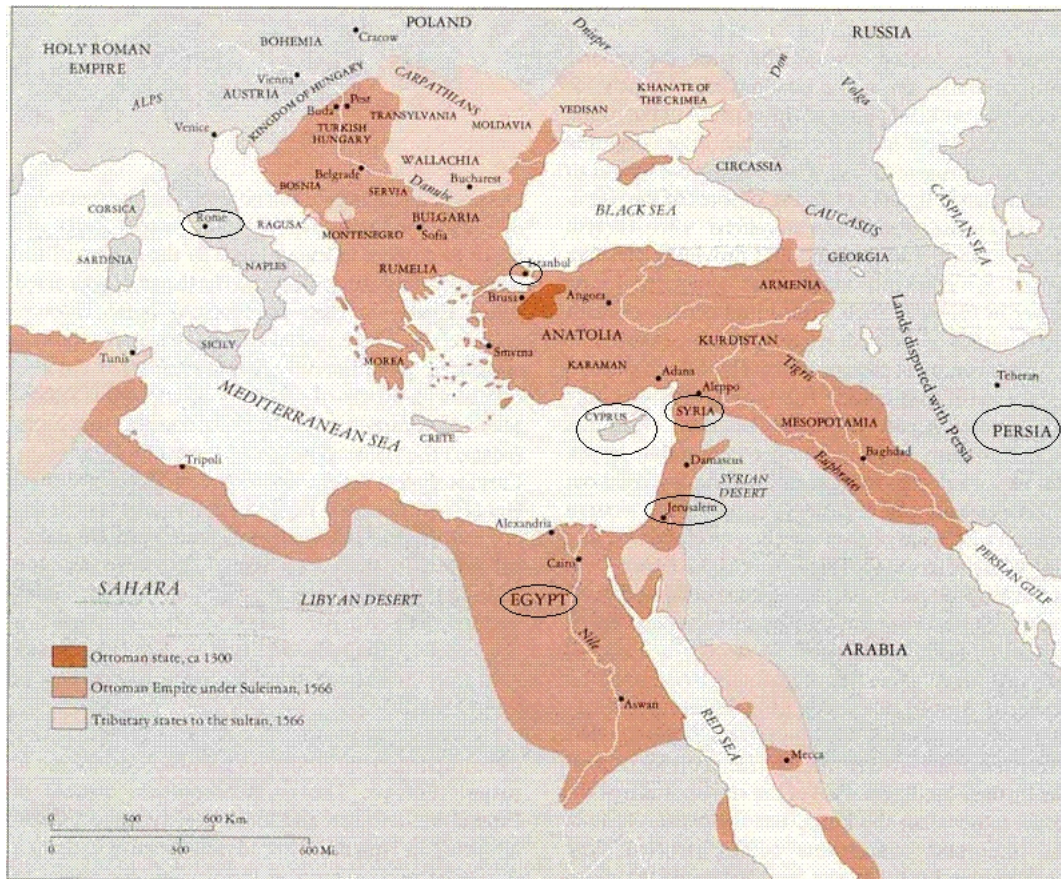 POLAND
RUSSIA
HOLY ROMAN
EMPIRE
BOHEMIA
Cracow
Dnieper
Don
Volga
Vienna
AUSTRIA
ALPS
KINGDOM OF HUNGARY
CARPATHIANS
Buda
Pest
TRANSYLVANIA
TURKISH
HUNGARY
MOLDAVIA
YEDISAN
KHANATE OF
THE CRIMEA
Venice
CIRCASSIA
WALLACHIA
Belgrade
BOSNIA
SERVIA
Danube
Bucharest
CORSICA
Rome
RAGUSA
MONTENEGRO
BULGARIA
Sofia
BLACK SEA
CAUCASUS
CASPIAN SEA
SARDINIA
NAPLES
RUMELIA
Istanbul
GEORGIA
Brusa
Angora
ARMENIA
ANATOLIA
Lands disputed with Persia
SICILY
Tunis
MOREA
Smvrna
KARAMAN
KURDISTAN
Adana
Aleppo
Tigris
Teheran
MEDITERRANEAN SEA
CRETE
CYPRUS
SYRIA
MESOPOTAMIA
PERSIA
Tripoli
Damascus
Baghdad
Euphrates
SYRIAN
DESERT
Alexandria
Jerusalem
Cairo
PERSIAN GULF
SAHARA
LIBYAN DESERT
EGYPT
Nile
ARABIA
Ottoman state, ca 1300
Ottoman Empire under Suleiman, 1566
Tributary states to the sultan, 1566
Aswan
RED SEA
Mecca
0 300 600 Km.
0 300 600 Mi.